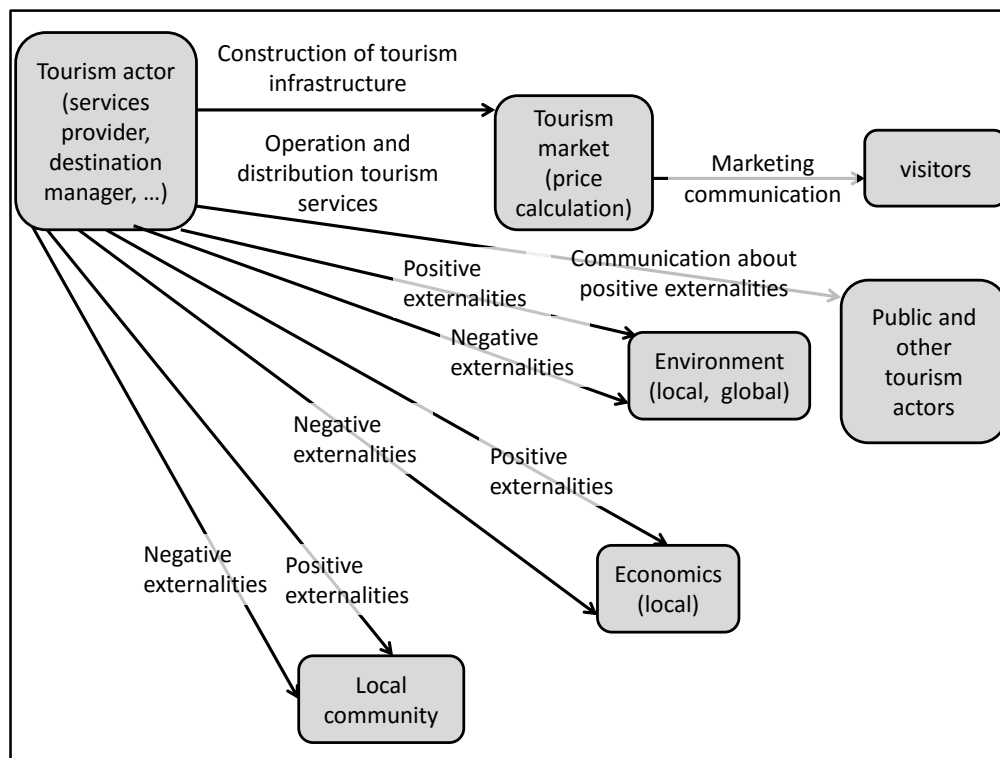 Tourism actor
(services
provider,
destination
manager, ...)
Construction of tourism
infrastructure
Operation and
distribution tourism
services
Tourism
market
(price
calculation)
Marketing
communication
visitors
Communication about
positive externalities
Public and
other
tourism
actors
Positive
externalities
Negative
externalities
Environment
(local, global)
Negative
externalities
Positive
externalities
Economics
(local)
Negative
externalities
Positive
externalities
Local
community